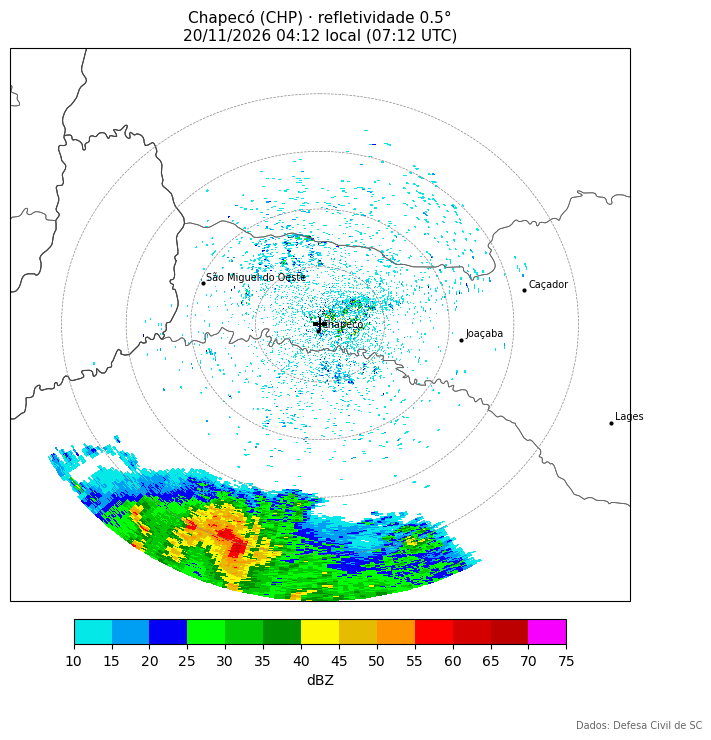 Chapecó (CHP) · refletividade 0.5°
20/11/2026 04:12 local (07:12 UTC)
São Miguel do Oeste
Caçador
Chapecó
Joaçaba
Lages
10 15 20 25 30 35 40 45 50 55 60 65 70 75
dBZ
Dados: Defesa Civil de SC